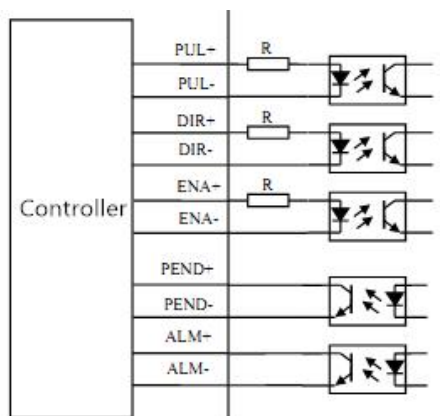 PUL+ R
PUL-
DIR+ R
DIR-
ENA+ R
Controller
ENA-
PEND+
PEND-
ALM+
ALM-